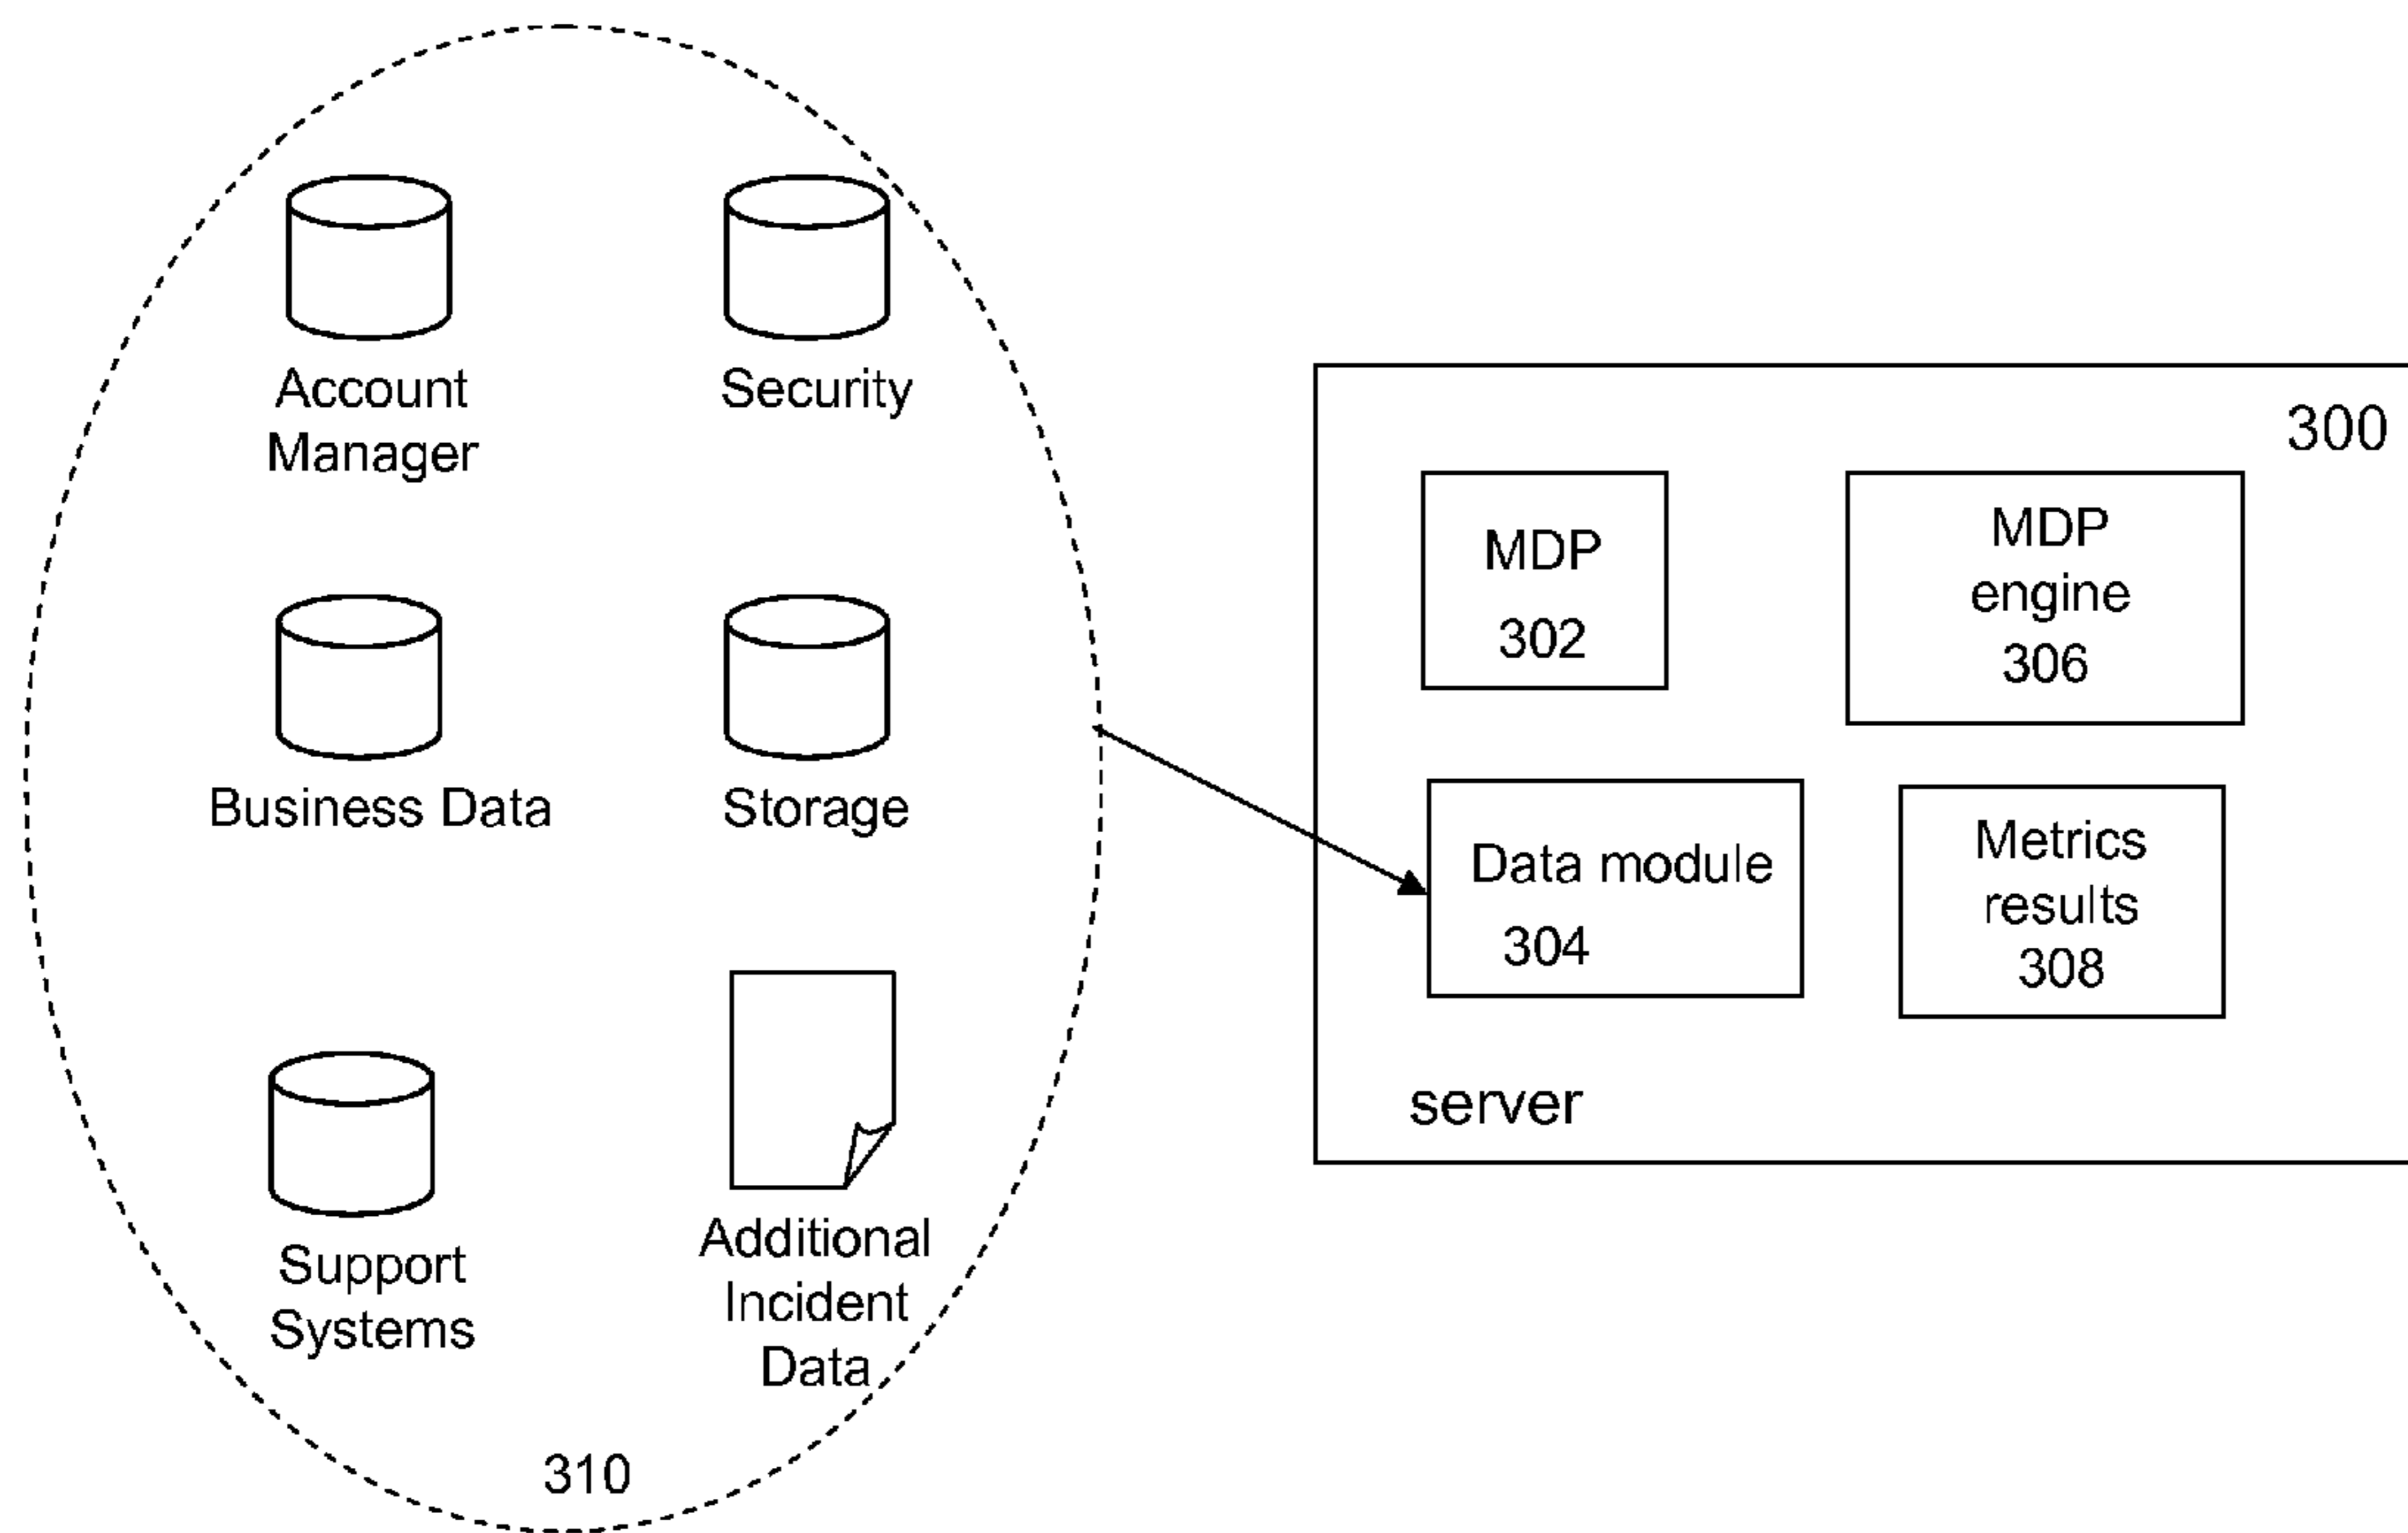 Account
Manager
Security
Business Data
Storage
Support
Systems
Additional
Incident
Data
310
300
MDP
302
MDP
engine
306
Data module
304
Metrics
results
308
server